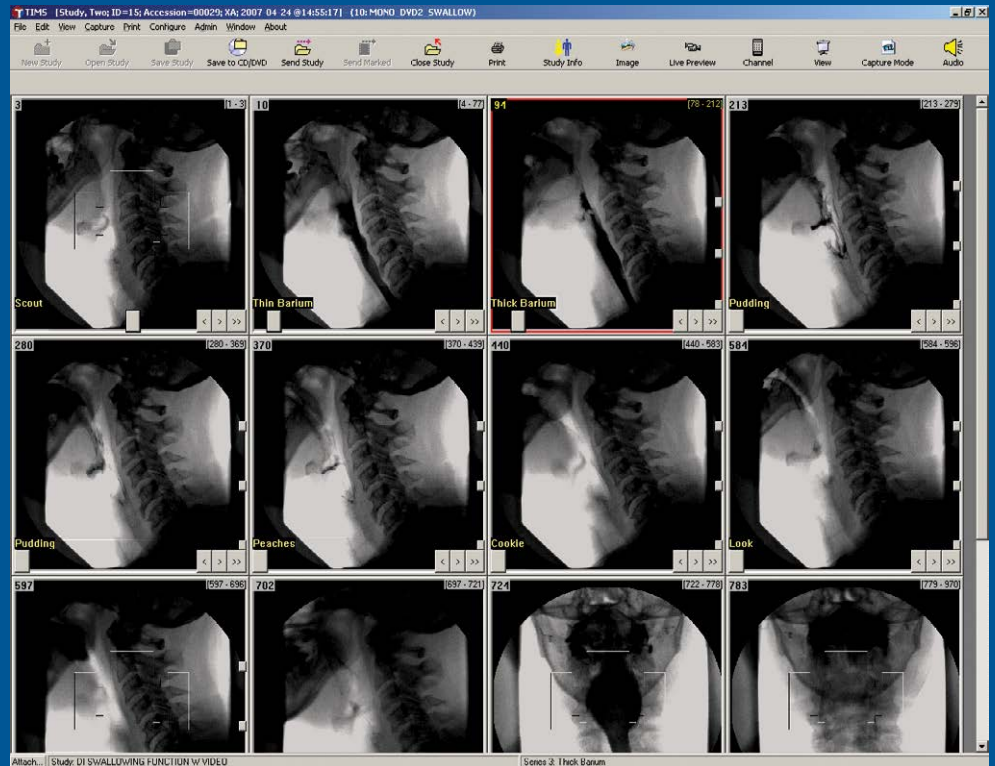 TIMS [Study, Two; ID=15; Accession=00029; XA; 2007-04-24 @14:55:17] - (10: MONO DVD2 SWALLOW)
File Edit View Capture Print Configure Admin Window About
New Study Open Study Save Study Save to CD/DVD Send Study Send Marked Close Study Print Study Info Image Live Preview Channel View Capture Mode Audio
3 [1 - 3] 10 [4 - 77] 94 [78 - 212] 213 [213 - 279]
Scout Thin Barium Thick Barium Pudding
< > >> < > >> < > >> < > >>
280 [280 - 369] 370 [370 - 439] 440 [440 - 583] 584 [584 - 596]
Pudding Peaches Cookie Look
< > >> < > >> < > >> < > >>
597 [597 - 696] 702 [697 - 721] 724 [722 - 778] 783 [779 - 970]
Attach... Study: DI SWALLOWING FUNCTION W VIDEO Series 3: Thick Barium